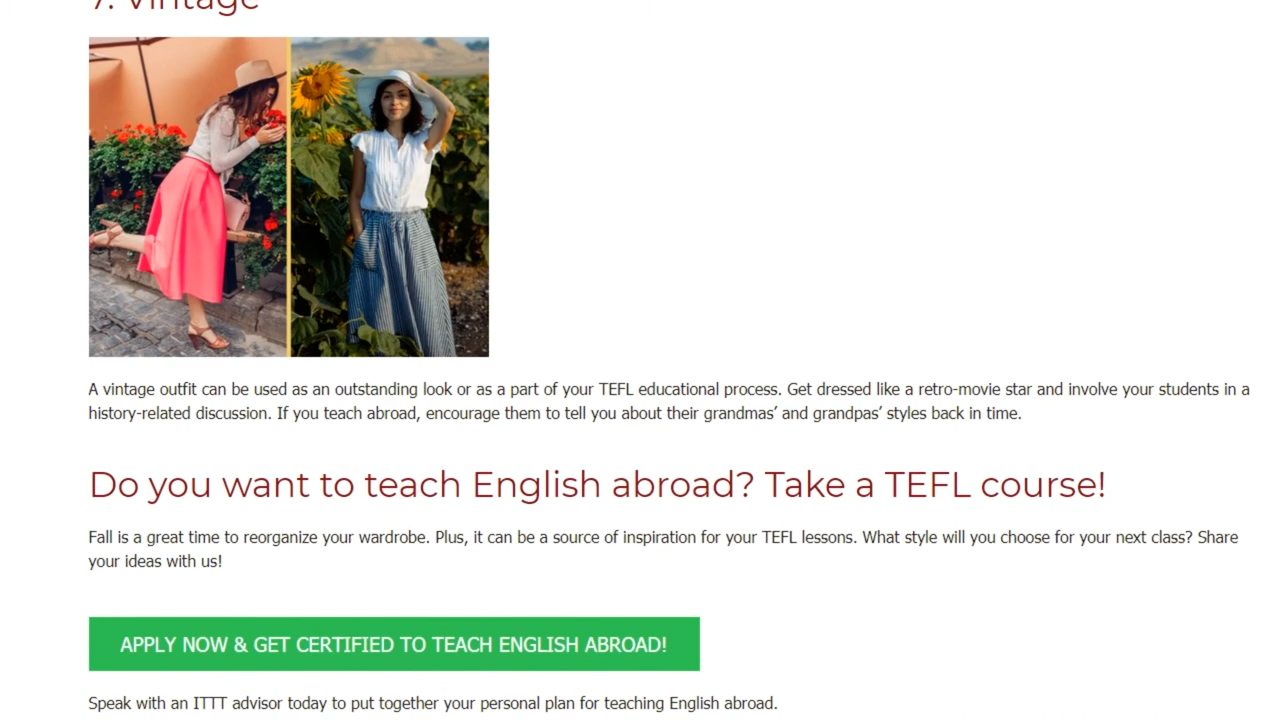 7. Vintage
A vintage outfit can be used as an outstanding look or as a part of your TEFL educational process. Get dressed like a retro-movie star and involve your students in a
history-related discussion. If you teach abroad, encourage them to tell you about their grandmas’ and grandpas’ styles back in time.
Do you want to teach English abroad? Take a TEFL course!
Fall is a great time to reorganize your wardrobe. Plus, it can be a source of inspiration for your TEFL lessons. What style will you choose for your next class? Share
your ideas with us!
APPLY NOW & GET CERTIFIED TO TEACH ENGLISH ABROAD!
Speak with an ITTT advisor today to put together your personal plan for teaching English abroad.